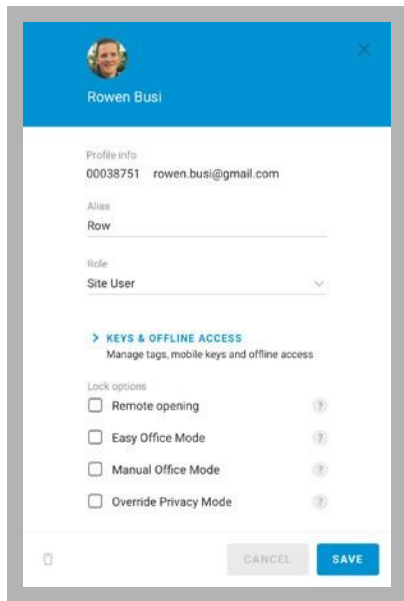 Rowen Busi
Profile info
00038751 rowen.busi@gmail.com
Alias
Row
Role
Site User
KEYS & OFFLINE ACCESS
Manage tags, mobile keys and offline access
Lock options
Remote opening ?
Easy Office Mode ?
Manual Office Mode ?
Override Privacy Mode ?
CANCEL SAVE